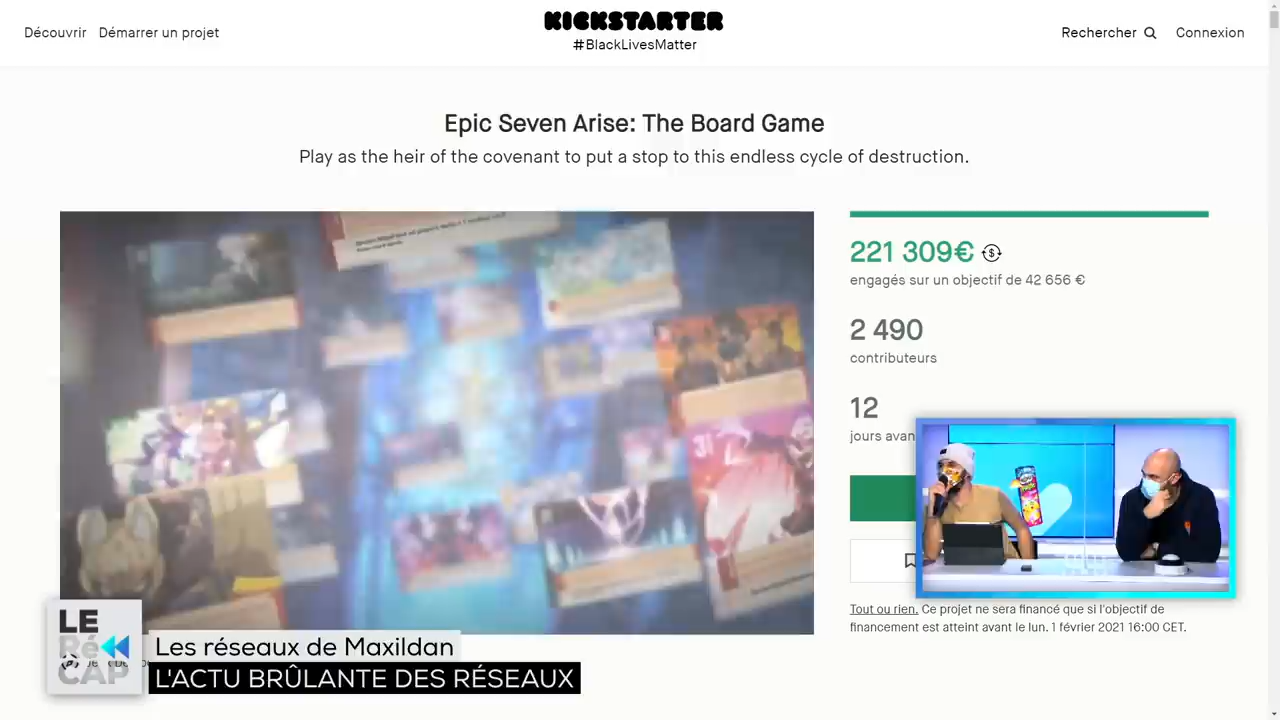 Découvrir Démarrer un projet
KICKSTARTER
#BlackLivesMatter
Rechercher Connexion
Epic Seven Arise: The Board Game
Play as the heir of the covenant to put a stop to this endless cycle of destruction.
221 309€
engagés sur un objectif de 42 656 €
2 490
contributeurs
12
jours avan
Tout ou rien. Ce projet ne sera financé que si l'objectif de
financement est atteint avant le lun. 1 février 2021 16:00 CET.
LE
Ré
CAP
Les réseaux de Maxildan
L'ACTU BRÛLANTE DES RÉSEAUX